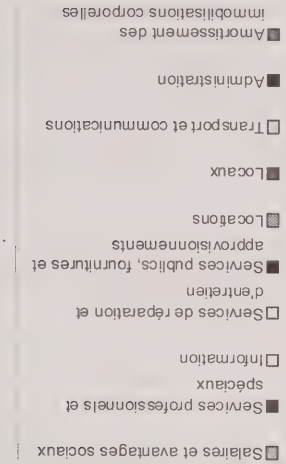 Salaires et avantages sociaux
Services professionnels et
spéciaux
Information
Services de réparation et
d'entretien
Services publics, fournitures et
approvisionnements
Locations
Locaux
Transport et communications
Administration
Amortissement des
immobilisations corporelles